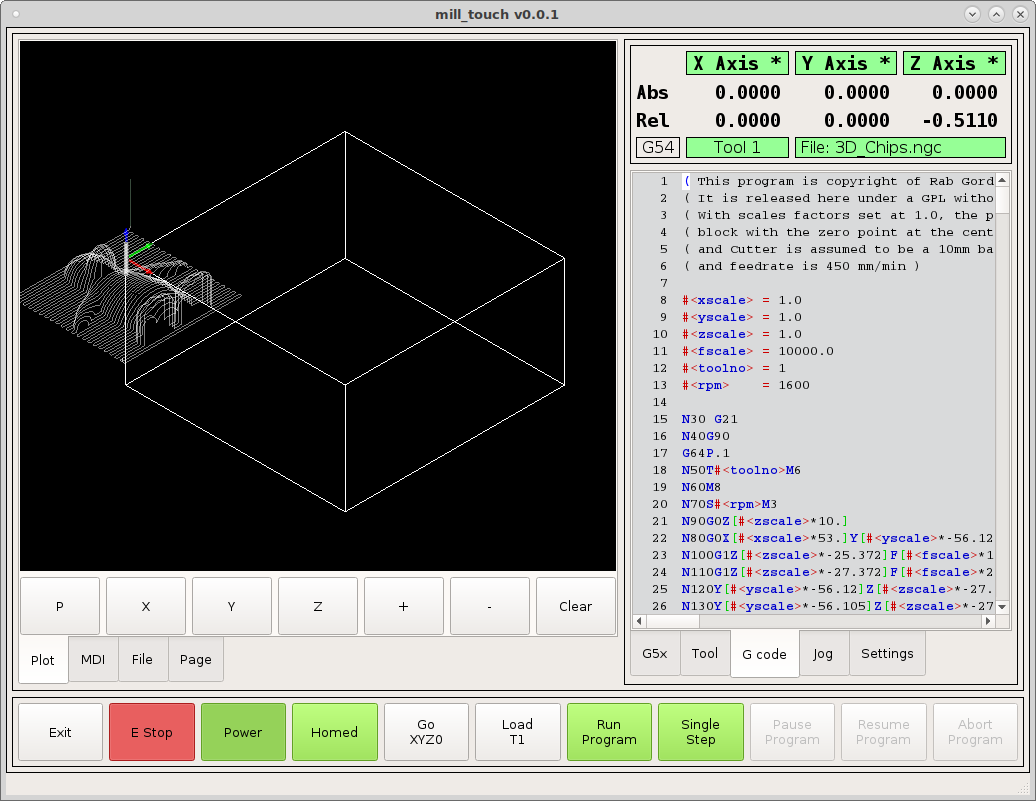 mill_touch v0.0.1
X Axis * Y Axis * Z Axis *
Abs 0.0000 0.0000 0.0000
Rel 0.0000 0.0000 -0.5110
G54 Tool 1 File: 3D_Chips.ngc
1 ( This program is copyright of Rab Gord
2 ( It is released here under a GPL witho
3 ( With scales factors set at 1.0, the p
4 ( block with the zero point at the cent
5 ( and Cutter is assumed to be a 10mm ba
6 ( and feedrate is 450 mm/min )
7
8 #<xscale> = 1.0
9 #<yscale> = 1.0
10 #<zscale> = 1.0
11 #<fscale> = 10000.0
12 #<toolno> = 1
13 #<rpm> = 1600
14
15 N30 G21
16 N40G90
17 G64P.1
18 N50T#<toolno>M6
19 N60M8
20 N70S#<rpm>M3
21 N90G0Z[#<zscale>*10.]
22 N80G0X[#<xscale>*53.]Y[#<yscale>*-56.12
23 N100G1Z[#<zscale>*-25.372]F[#<fscale>*1
24 N110G1Z[#<zscale>*-27.372]F[#<fscale>*2
25 N120Y[#<yscale>*-56.12]Z[#<zscale>*-27.
26 N130Y[#<yscale>*-56.105]Z[#<zscale>*-27
P X Y Z + - Clear
Plot MDI File Page
G5x Tool G code Jog Settings
Exit E Stop Power Homed Go XYZ0 Load T1 Run Program Single Step Pause Program Resume Program Abort Program